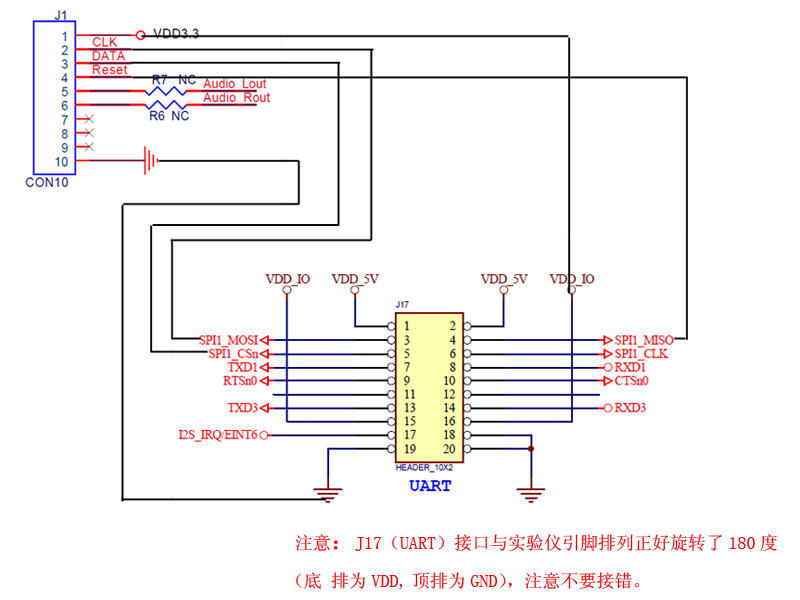 J1
1 VDD3.3
2 CLK
3 DATA
4 Reset
5 R7 NC Audio_Lout
6 R6 NC Audio_Rout
7
8
9
10
CON10
VDD_IO VDD_5V VDD_5V VDD_IO
J17
1 2
SPI1_MOSI 3 4 SPI1_MISO
SPI1_CSn 5 6 SPI1_CLK
TXD1 7 8 RXD1
RTSn0 9 10 CTSn0
11 12
TXD3 13 14 RXD3
15 16
I2S_IRQ/EINT6 17 18
19 20
HEADER_10X2
UART
注意： J17（UART）接口与实验仪引脚排列正好旋转了 180 度
（底 排为 VDD, 顶排为 GND），注意不要接错。